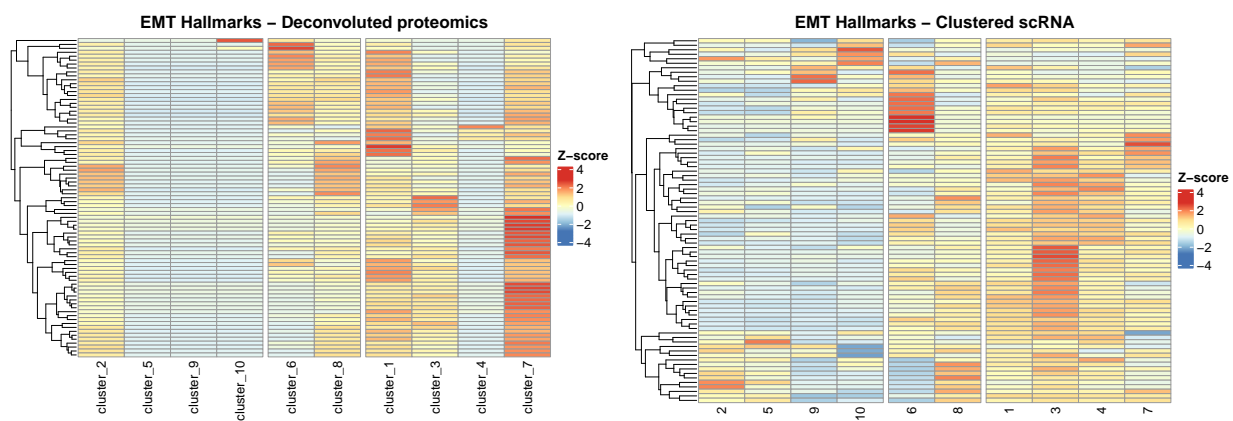 EMT Hallmarks – Deconvoluted proteomics
Z−score
4
2
0
−2
−4
cluster_2
cluster_5
cluster_9
cluster_10
cluster_6
cluster_8
cluster_1
cluster_3
cluster_4
cluster_7
EMT Hallmarks – Clustered scRNA
Z−score
4
2
0
−2
−4
2
5
9
10
6
8
1
3
4
7